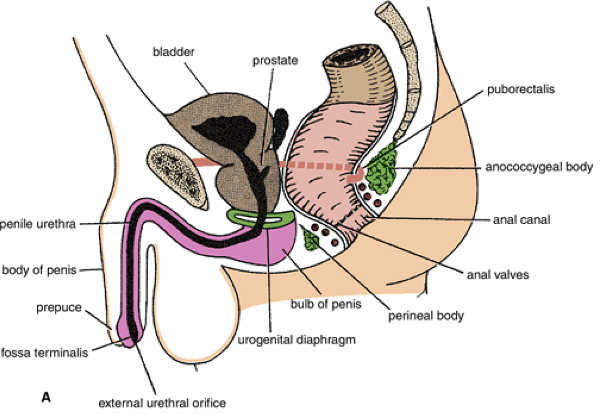 bladder
prostate
puborectalis
anococcygeal body
penile urethra
anal canal
body of penis
anal valves
bulb of penis
prepuce
perineal body
urogenital diaphragm
fossa terminalis
A
external urethral orifice